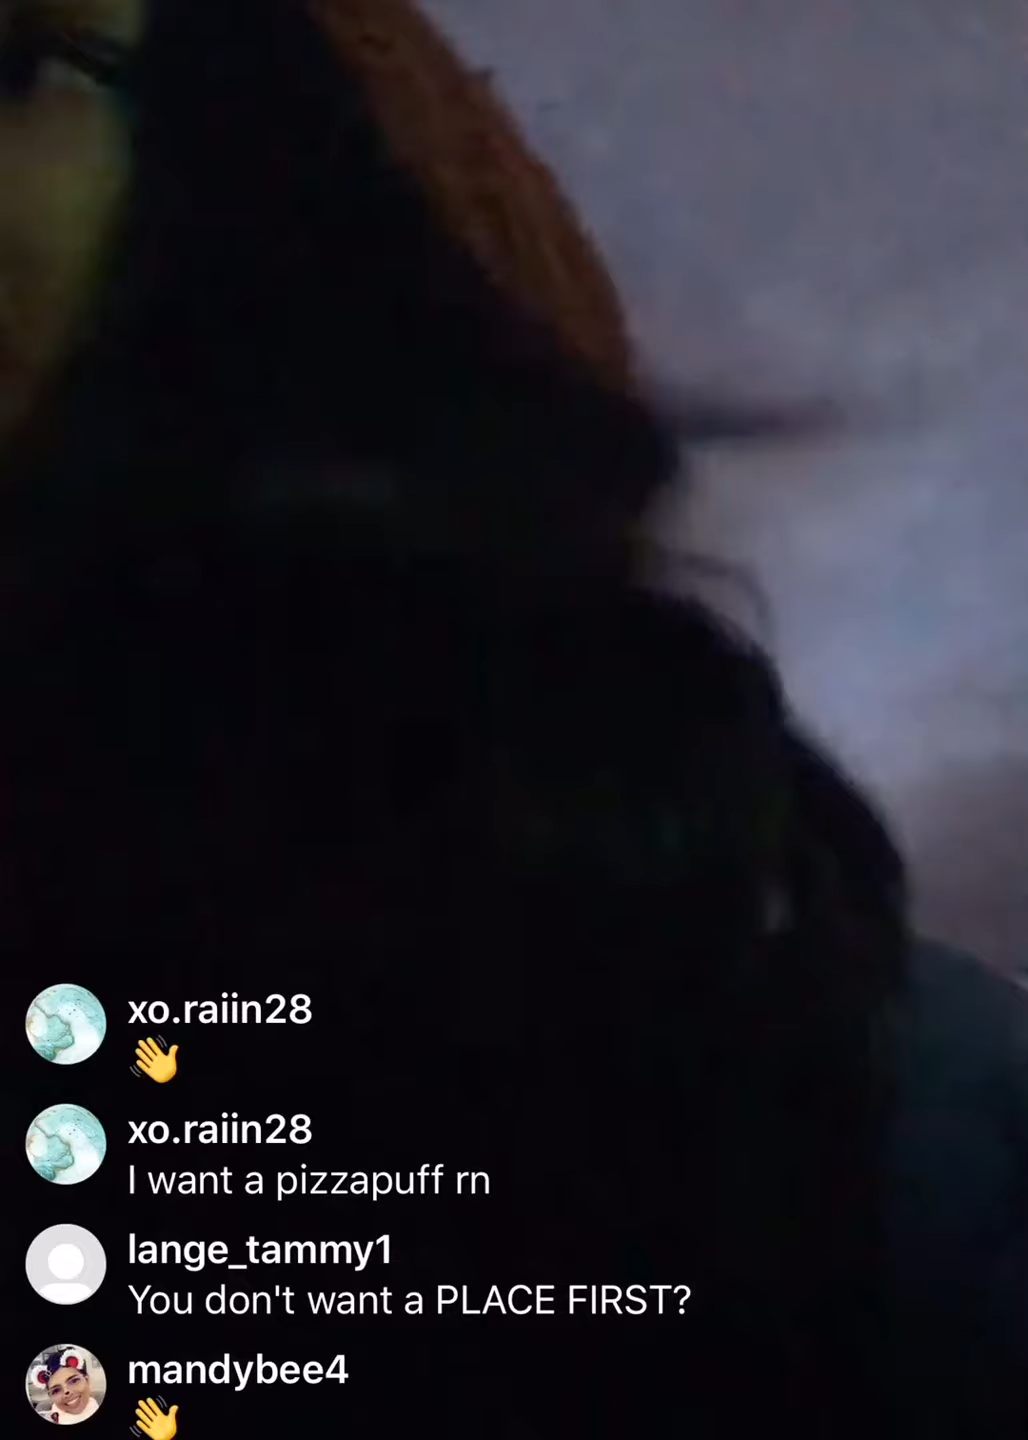 xo.raiin28
👋
xo.raiin28
I want a pizzapuff rn
lange_tammy1
You don't want a PLACE FIRST?
mandybee4
👋